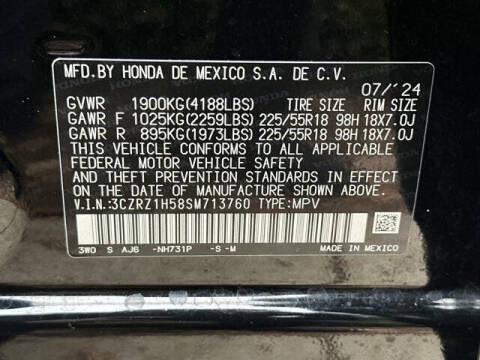 MFD.BY HONDA DE MEXICO S.A. DE C.V.
07/'24
GVWR 1900KG(4188LBS) TIRE SIZE RIM SIZE
GAWR F 1025KG(2259LBS) 225/55R18 98H 18X7.0J
GAWR R 895KG(1973LBS) 225/55R18 98H 18X7.0J
THIS VEHICLE CONFORMS TO ALL APPLICABLE
FEDERAL MOTOR VEHICLE SAFETY
AND THEFT PREVENTION STANDARDS IN EFFECT
ON THE DATE OF MANUFACTURE SHOWN ABOVE.
V.I.N.:3CZRZ1H58SM713760 TYPE:MPV
3W0 S AJ6 -NH731P -S-M
MADE IN MEXICO